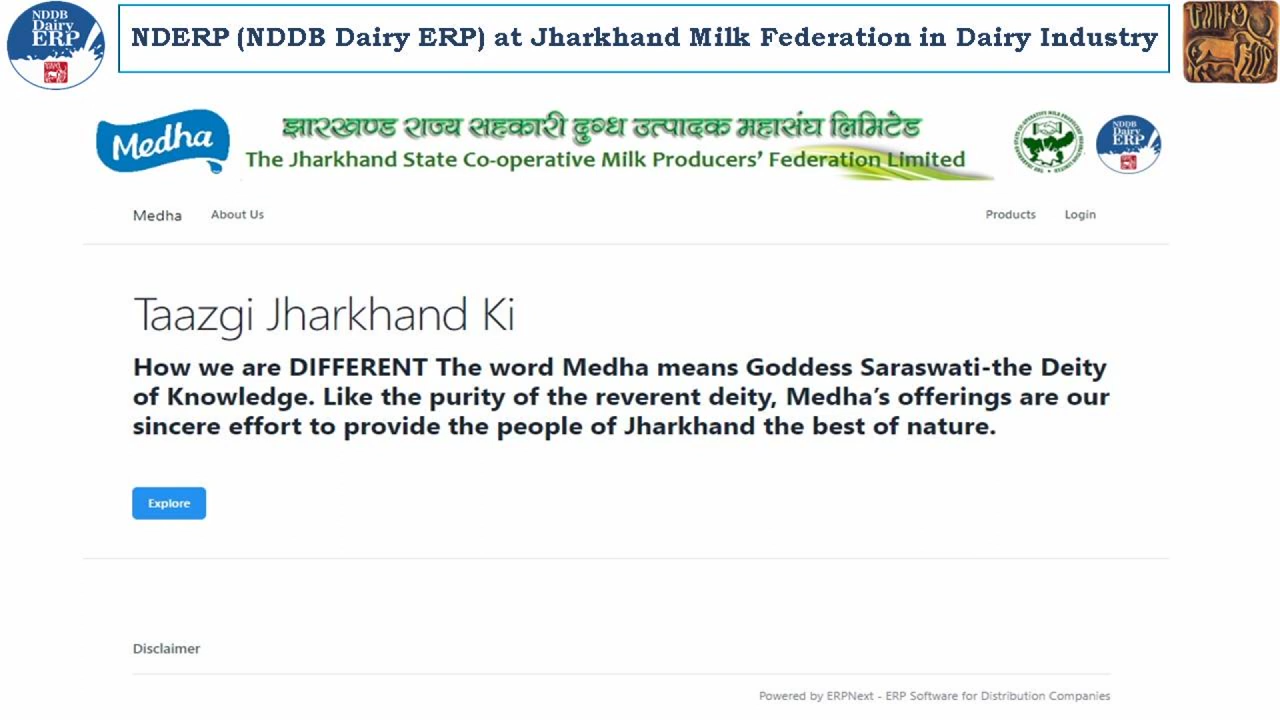 NDDB
Dairy
ERP
NDERP (NDDB Dairy ERP) at Jharkhand Milk Federation in Dairy Industry
Medha
झारखण्ड राज्य सहकारी दुग्ध उत्पादक महासंघ लिमिटेड
The Jharkhand State Co-operative Milk Producers' Federation Limited
NDDB
Dairy
ERP
Medha About Us Products Login
Taazgi Jharkhand Ki
How we are DIFFERENT The word Medha means Goddess Saraswati-the Deity
of Knowledge. Like the purity of the reverent deity, Medha's offerings are our
sincere effort to provide the people of Jharkhand the best of nature.
Explore
Disclaimer
Powered by ERPNext - ERP Software for Distribution Companies